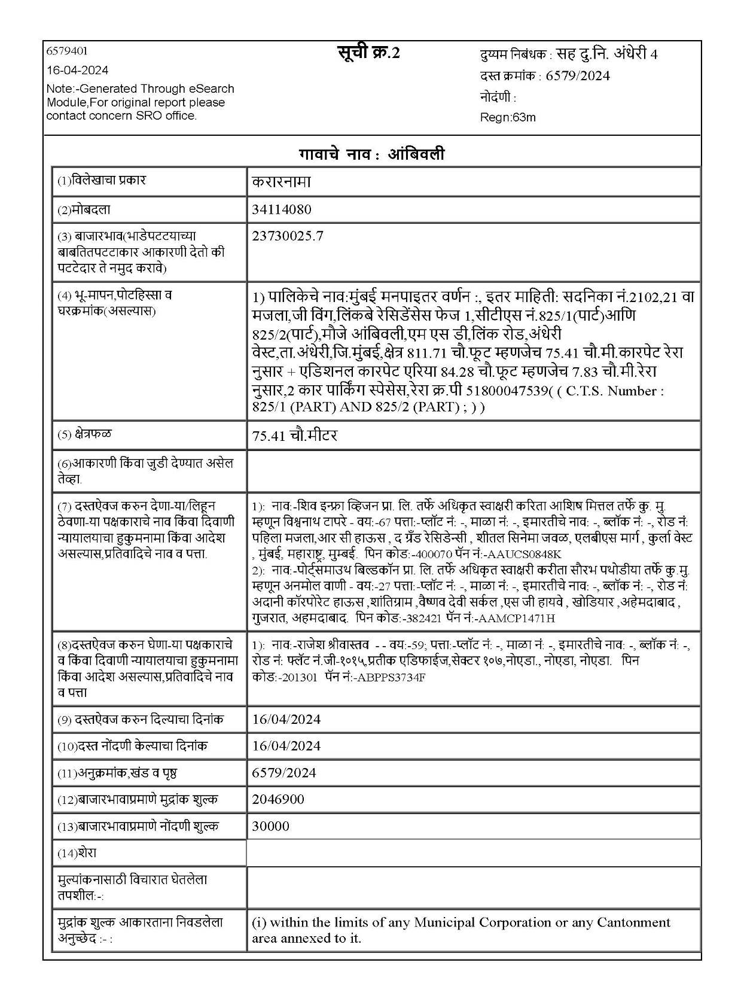 6579401
16-04-2024
Note:-Generated Through eSearch
Module,For original report please
contact concern SRO office.
सूची क्र.2
दुय्यम निबंधक : सह दु.नि. अंधेरी 4
दस्त क्रमांक : 6579/2024
नोदंणी :
Regn:63m
गावाचे नाव : आंबिवली
(1)विलेखाचा प्रकार
करारनामा
(2)मोबदला
34114080
(3) बाजारभाव(भाडेपटटयाच्या
बाबतितपटटाकार आकारणी देतो की
पटटेदार ते नमुद करावे)
23730025.7
(4) भू-मापन,पोटहिस्सा व
घरक्रमांक(असल्यास)
1) पालिकेचे नाव:मुंबई मनपाइतर वर्णन :, इतर माहिती: सदनिका नं.2102,21 वा
मजला,जी विंग,लिंकबे रेसिडेंसेस फेज 1,सीटीएस नं.825/1(पार्ट)आणि
825/2(पार्ट),मौजे आंबिवली,एम एस डी,लिंक रोड,अंधेरी
वेस्ट,ता.अंधेरी,जि.मुंबई,क्षेत्र 811.71 चौ.फूट म्हणजेच 75.41 चौ.मी.कारपेट रेरा
नुसार + एडिशनल कारपेट एरिया 84.28 चौ.फूट म्हणजेच 7.83 चौ.मी.रेरा
नुसार,2 कार पार्किंग स्पेसेस,रेरा क्र.पी 51800047539( ( C.T.S. Number :
825/1 (PART) AND 825/2 (PART) ; ) )
(5) क्षेत्रफळ
75.41 चौ.मीटर
(6)आकारणी किंवा जुडी देण्यात असेल
तेव्हा.
(7) दस्तऐवज करुन देणा-या/लिहून
ठेवणा-या पक्षकाराचे नाव किंवा दिवाणी
न्यायालयाचा हुकुमनामा किंवा आदेश
असल्यास,प्रतिवादिचे नाव व पत्ता.
1): नाव:-शिव इन्फ्रा व्हिजन प्रा. लि. तर्फे अधिकृत स्वाक्षरी करिता आशिष मित्तल तर्फे कु. मु.
म्हणून विश्वनाथ टापरे - वय:-67 पत्ता:-प्लॉट नं: -, माळा नं: -, इमारतीचे नाव: -, ब्लॉक नं: -, रोड नं:
पहिला मजला,आर सी हाऊस , द ग्रँड रेसिडेन्सी , शीतल सिनेमा जवळ, एलबीएस मार्ग , कुर्ला वेस्ट
, मुंबई, महाराष्ट्र, मुम्बई. पिन कोड:-400070 पॅन नं:-AAUCS0848K
2): नाव:-पोर्ट्समाउथ बिल्डकॉन प्रा. लि. तर्फे अधिकृत स्वाक्षरी करीता सौरभ पथोडीया तर्फे कु.मु.
म्हणून अनमोल वाणी - वय:-27 पत्ता:-प्लॉट नं: -, माळा नं: -, इमारतीचे नाव: -, ब्लॉक नं: -, रोड नं:
अदानी कॉरपोरेट हाऊस ,शांतिग्राम ,वैष्णव देवी सर्कल ,एस जी हायवे , खोडियार ,अहेमदाबाद ,
गुजरात, अहमदाबाद. पिन कोड:-382421 पॅन नं:-AAMCP1471H
(8)दस्तऐवज करुन घेणा-या पक्षकाराचे
व किंवा दिवाणी न्यायालयाचा हुकुमनामा
किंवा आदेश असल्यास,प्रतिवादिचे नाव
व पत्ता
1): नाव:-राजेश श्रीवास्तव - - वय:-59; पत्ता:-प्लॉट नं: -, माळा नं: -, इमारतीचे नाव: -, ब्लॉक नं: -,
रोड नं: फ्लॅट नं.जी-१०१५,प्रतीक एडिफाईज,सेक्टर १०७,नोएडा., नोएडा, नोएडा. पिन
कोड:-201301 पॅन नं:-ABPPS3734F
(9) दस्तऐवज करुन दिल्याचा दिनांक
16/04/2024
(10)दस्त नोंदणी केल्याचा दिनांक
16/04/2024
(11)अनुक्रमांक,खंड व पृष्ठ
6579/2024
(12)बाजारभावाप्रमाणे मुद्रांक शुल्क
2046900
(13)बाजारभावाप्रमाणे नोंदणी शुल्क
30000
(14)शेरा
मुल्यांकनासाठी विचारात घेतलेला
तपशील:-:
मुद्रांक शुल्क आकारताना निवडलेला
अनुच्छेद :- :
(i) within the limits of any Municipal Corporation or any Cantonment
area annexed to it.